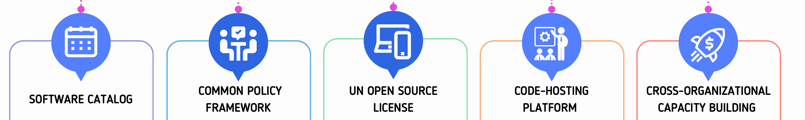 SOFTWARE CATALOG
COMMON POLICY
FRAMEWORK
UN OPEN SOURCE
LICENSE
CODE-HOSTING
PLATFORM
CROSS-ORGANIZATIONAL
CAPACITY BUILDING